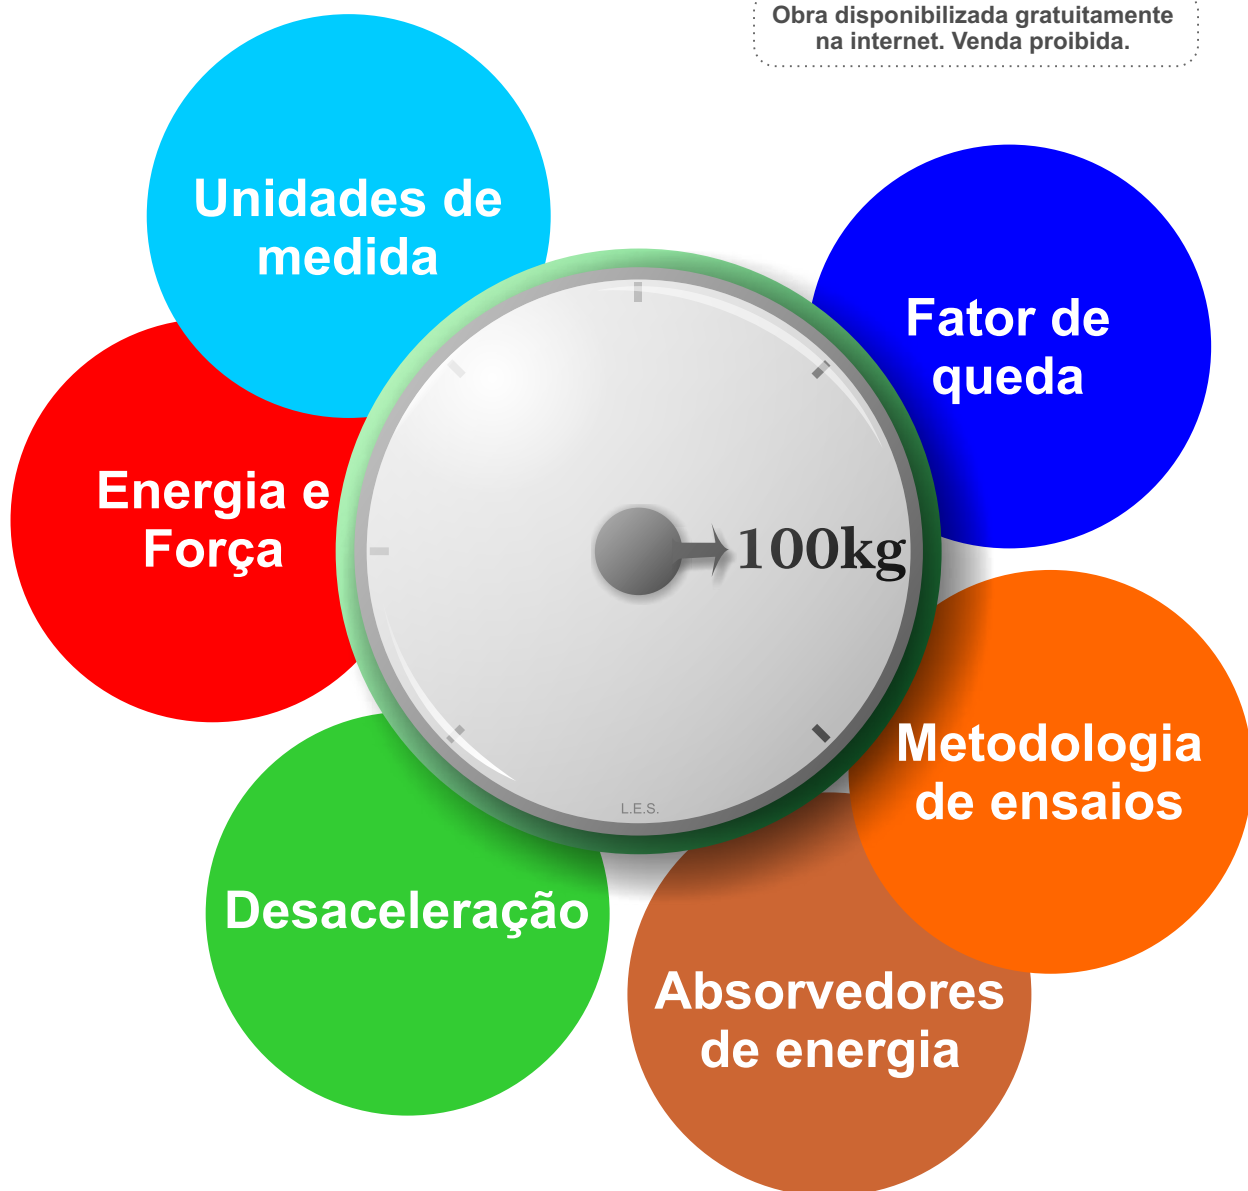 Obra disponibilizada gratuitamente
na internet. Venda proibida.
Unidades de
medida
Fator de
queda
Energia e
Força
100kg
Metodologia
de ensaios
L.E.S.
Desaceleração
Absorvedores
de energia